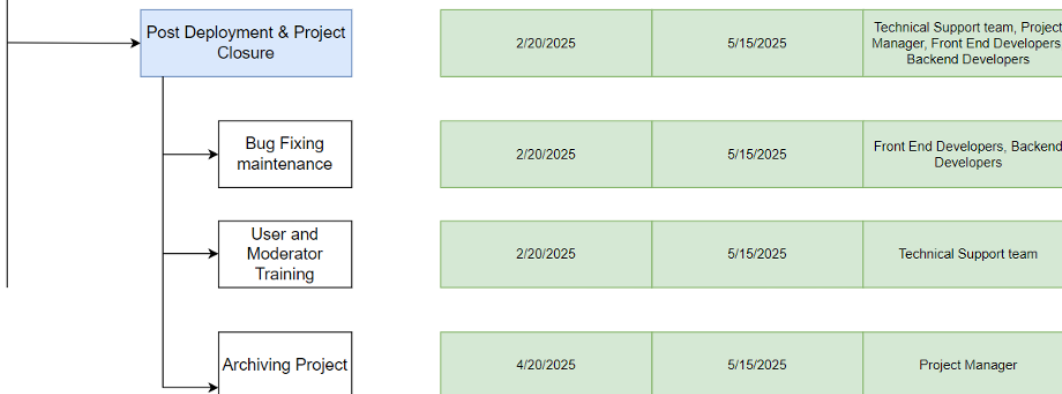 Post Deployment & Project
Closure
2/20/2025
5/15/2025
Technical Support team, Project
Manager, Front End Developers
Backend Developers
Bug Fixing
maintenance
2/20/2025
5/15/2025
Front End Developers, Backend
Developers
User and
Moderator
Training
2/20/2025
5/15/2025
Technical Support team
Archiving Project
4/20/2025
5/15/2025
Project Manager